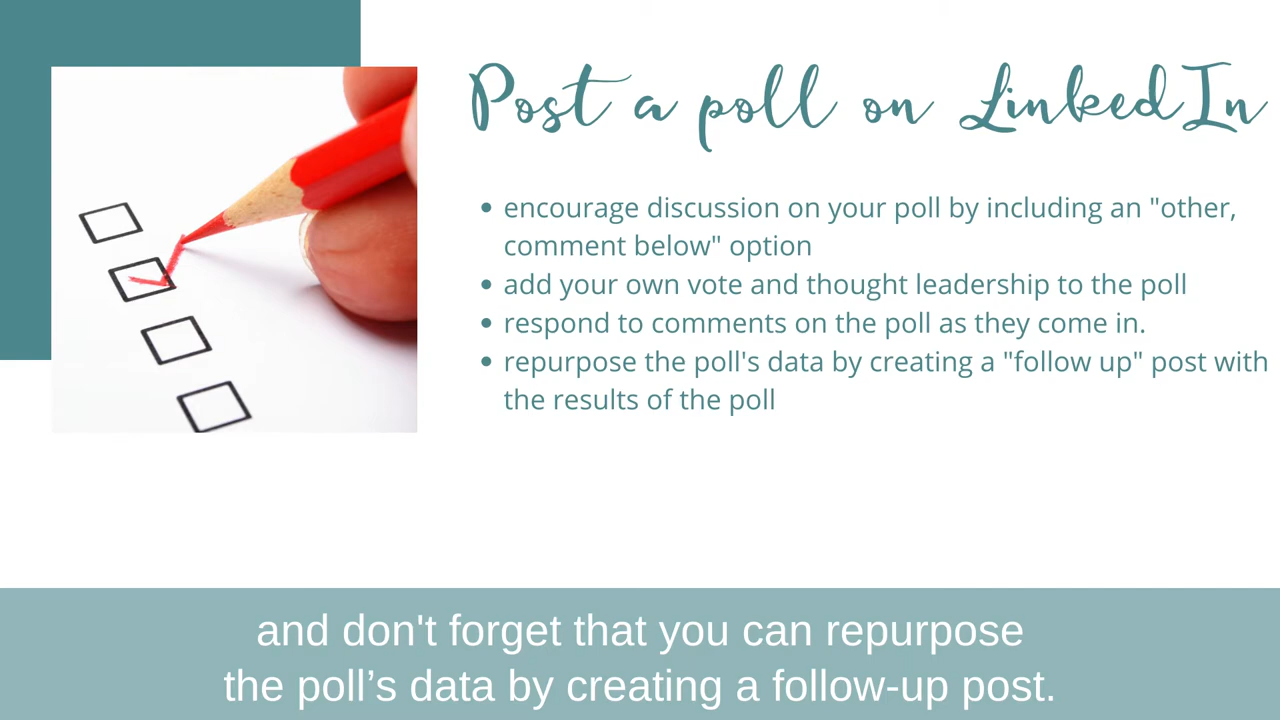 Post a poll on LinkedIn
• encourage discussion on your poll by including an "other,
comment below" option
• add your own vote and thought leadership to the poll
• respond to comments on the poll as they come in.
• repurpose the poll's data by creating a "follow up" post with
the results of the poll
and don't forget that you can repurpose
the poll’s data by creating a follow-up post.